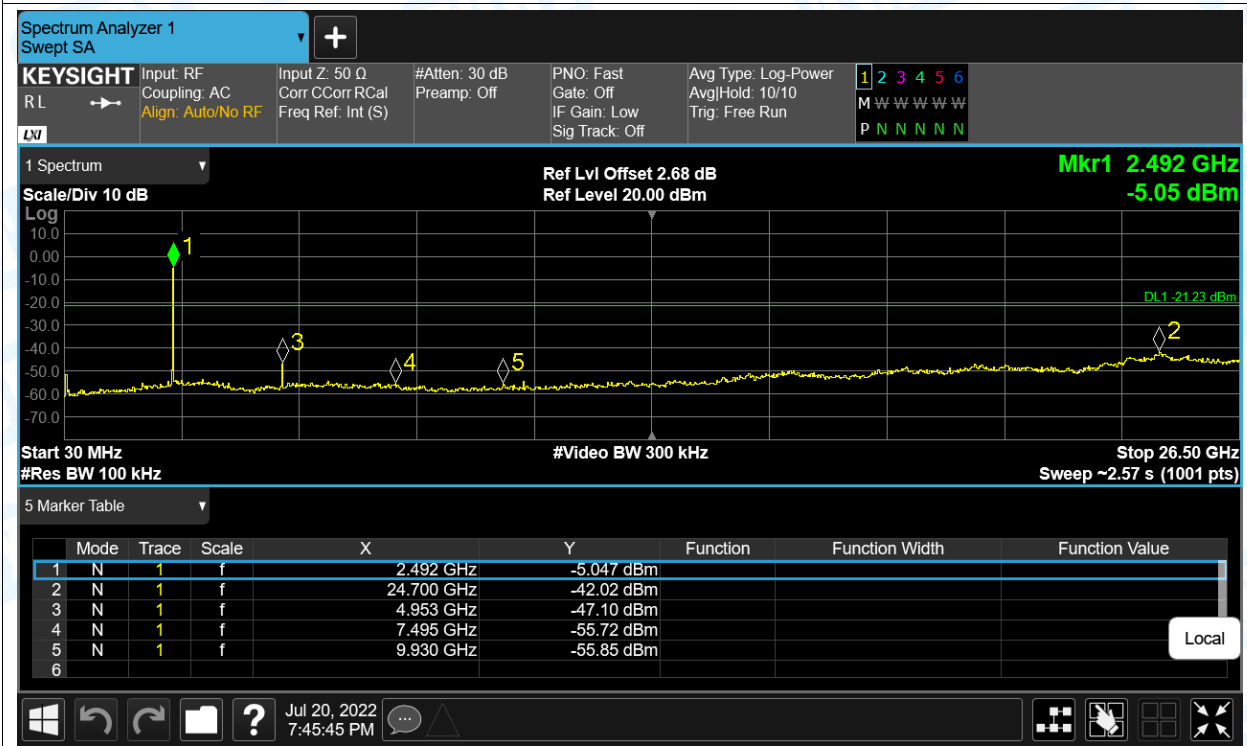 Spectrum Analyzer 1
Swept SA
+
KEYSIGHT Input: RF Input Z: 50 Ω #Atten: 30 dB PNO: Fast Avg Type: Log-Power 1 2 3 4 5 6
R L Coupling: AC Corr CCorr RCal Preamp: Off Gate: Off Avg|Hold: 10/10 M W W W W W W
Align: Auto/No RF Freq Ref: Int (S) IF Gain: Low Trig: Free Run
LXI Sig Track: Off P N N N N N
1 Spectrum Ref Lvl Offset 2.68 dB Mkr1 2.492 GHz
Scale/Div 10 dB Ref Level 20.00 dBm -5.05 dBm
Log
10.0
1
0.00
-10.0
-20.0 DL1 -21.23 dBm
-30.0
3 2
-40.0
4 5
-50.0
-60.0
-70.0
Start 30 MHz #Video BW 300 kHz Stop 26.50 GHz
#Res BW 100 kHz Sweep ~2.57 s (1001 pts)
5 Marker Table
Mode Trace Scale X Y Function Function Width Function Value
1 N 1 f 2.492 GHz -5.047 dBm
2 N 1 f 24.700 GHz -42.02 dBm
3 N 1 f 4.953 GHz -47.10 dBm
4 N 1 f 7.495 GHz -55.72 dBm
5 N 1 f 9.930 GHz -55.85 dBm
6
Local
? Jul 20, 2022
7:45:45 PM